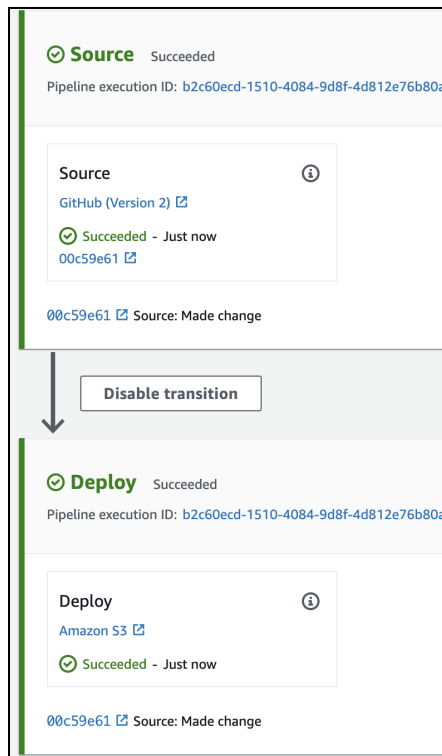 Source Succeeded
Pipeline execution ID: b2c60ecd-1510-4084-9d8f-4d812e76b80a
Source
GitHub (Version 2)
Succeeded - Just now
00c59e61
00c59e61 Source: Made change
Disable transition
Deploy Succeeded
Pipeline execution ID: b2c60ecd-1510-4084-9d8f-4d812e76b80a
Deploy
Amazon S3
Succeeded - Just now
00c59e61 Source: Made change